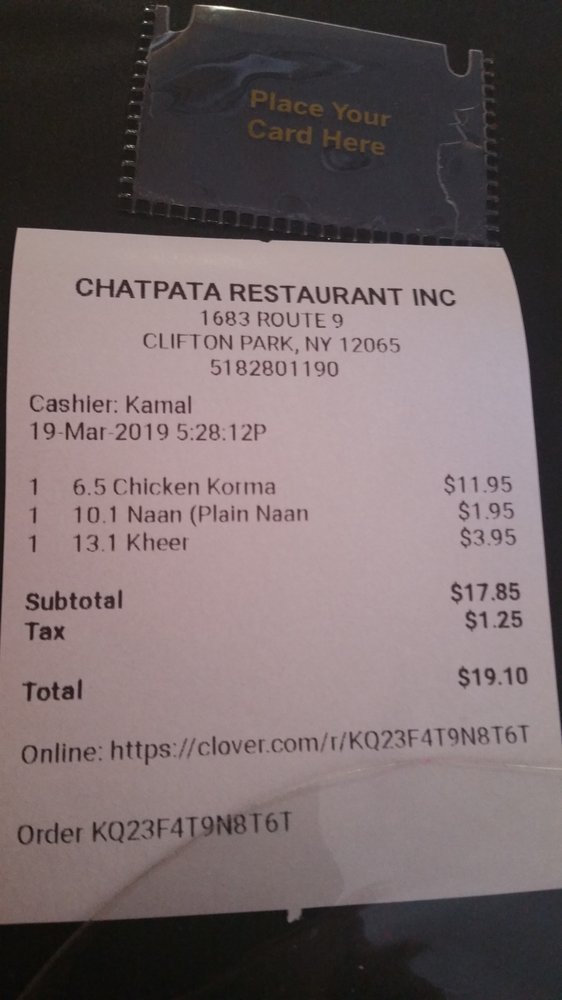 Place Your
Card Here
CHATPATA RESTAURANT INC
1683 ROUTE 9
CLIFTON PARK, NY 12065
5182801190
Cashier: Kamal
19-Mar-2019 5:28:12P
1 6.5 Chicken Korma $11.95
1 10.1 Naan (Plain Naan $1.95
1 13.1 Kheer $3.95
Subtotal $17.85
Tax $1.25
Total $19.10
Online: https://clover.com/r/KQ23F4T9N8T6T
Order KQ23F4T9N8T6T